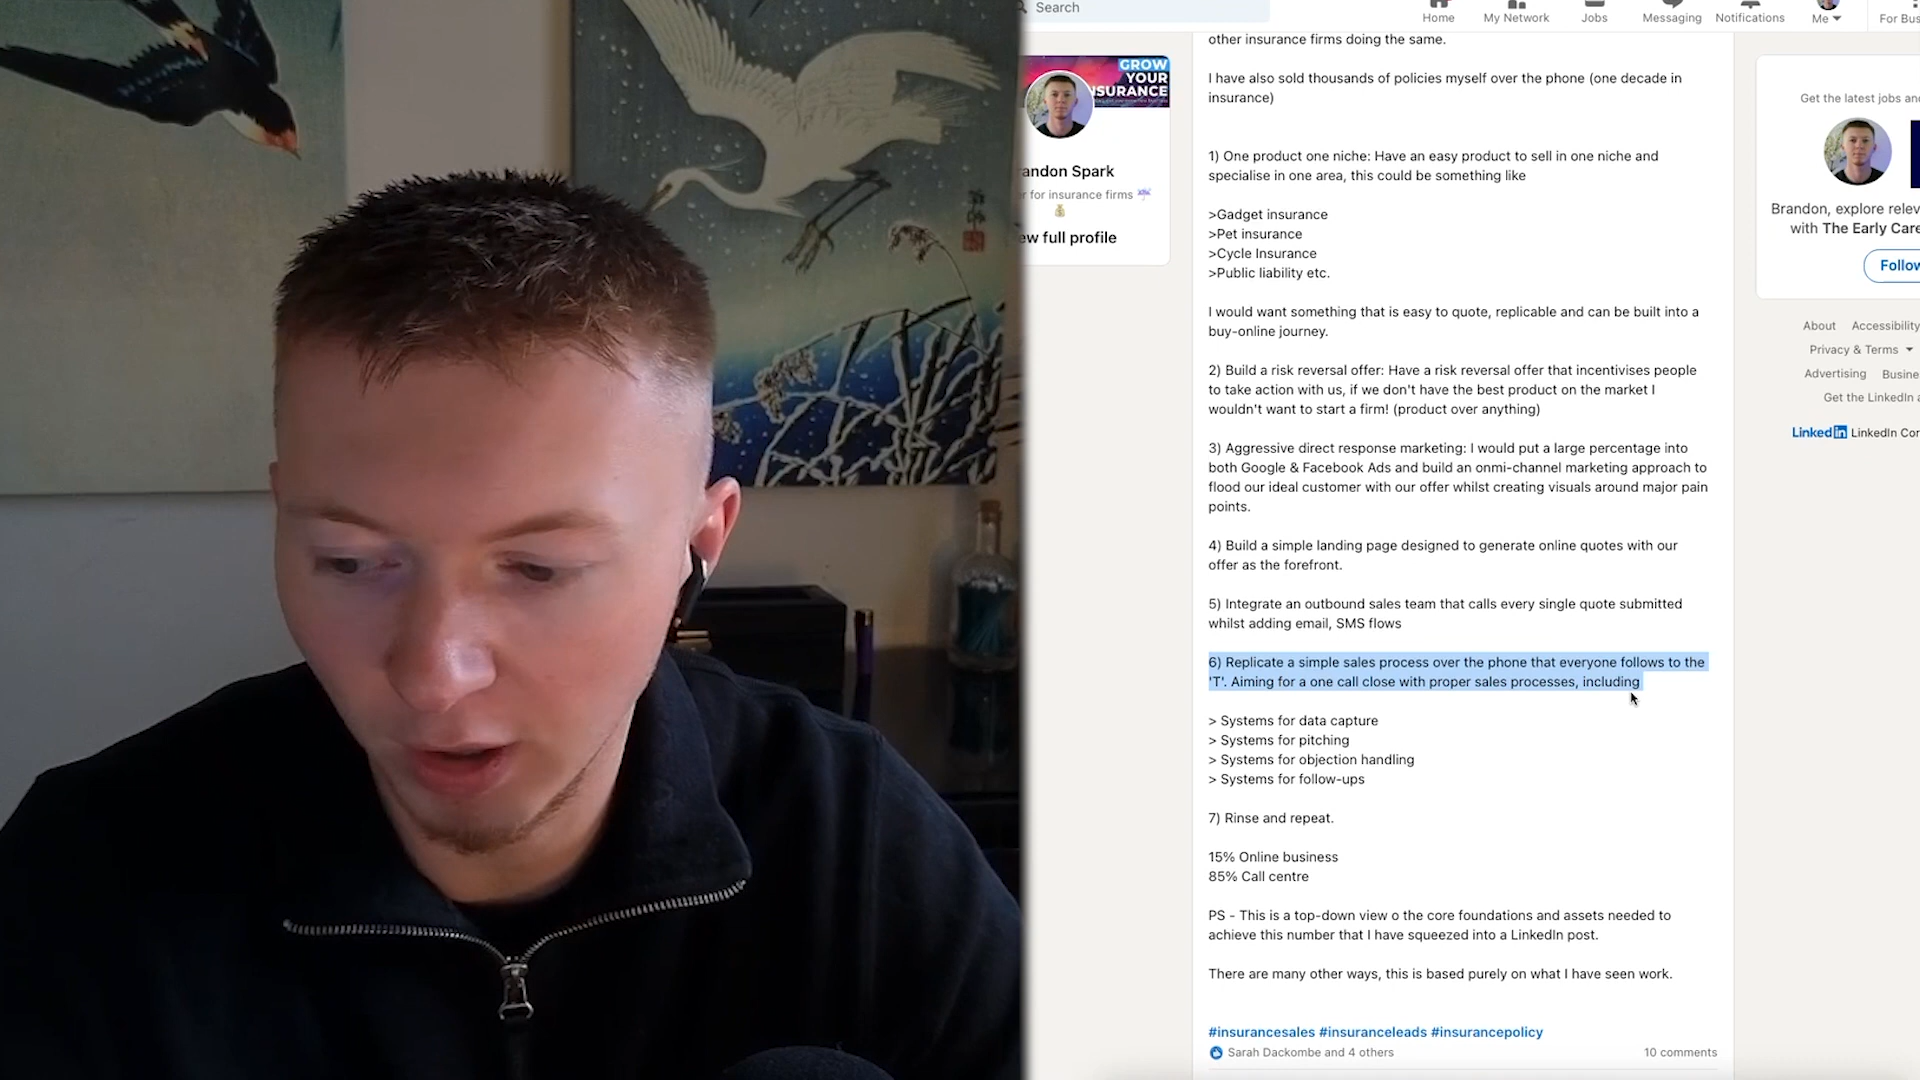 Search
Home
My Network
Jobs
Messaging
Notifications
Me
For Bus
GROW
YOUR
NSURANCE
andon Spark
r for insurance firms
ew full profile
other insurance firms doing the same.
I have also sold thousands of policies myself over the phone (one decade in
insurance)
1) One product one niche: Have an easy product to sell in one niche and
specialise in one area, this could be something like
>Gadget insurance
>Pet insurance
>Cycle Insurance
>Public liability etc.
I would want something that is easy to quote, replicable and can be built into a
buy-online journey.
2) Build a risk reversal offer: Have a risk reversal offer that incentivises people
to take action with us, if we don't have the best product on the market I
wouldn't want to start a firm! (product over anything)
3) Aggressive direct response marketing: I would put a large percentage into
both Google & Facebook Ads and build an onmi-channel marketing approach to
flood our ideal customer with our offer whilst creating visuals around major pain
points.
4) Build a simple landing page designed to generate online quotes with our
offer as the forefront.
5) Integrate an outbound sales team that calls every single quote submitted
whilst adding email, SMS flows
6) Replicate a simple sales process over the phone that everyone follows to the
'T'. Aiming for a one call close with proper sales processes, including
> Systems for data capture
> Systems for pitching
> Systems for objection handling
> Systems for follow-ups
7) Rinse and repeat.
15% Online business
85% Call centre
PS - This is a top-down view o the core foundations and assets needed to
achieve this number that I have squeezed into a LinkedIn post.
There are many other ways, this is based purely on what I have seen work.
#insurancesales #insuranceleads #insurancepolicy
Sarah Dackombe and 4 others
10 comments
Get the latest jobs and
Brandon, explore relev
with The Early Care
Follow
About Accessibility
Privacy & Terms
Advertising Busine
Get the LinkedIn a
LinkedIn LinkedIn Cor